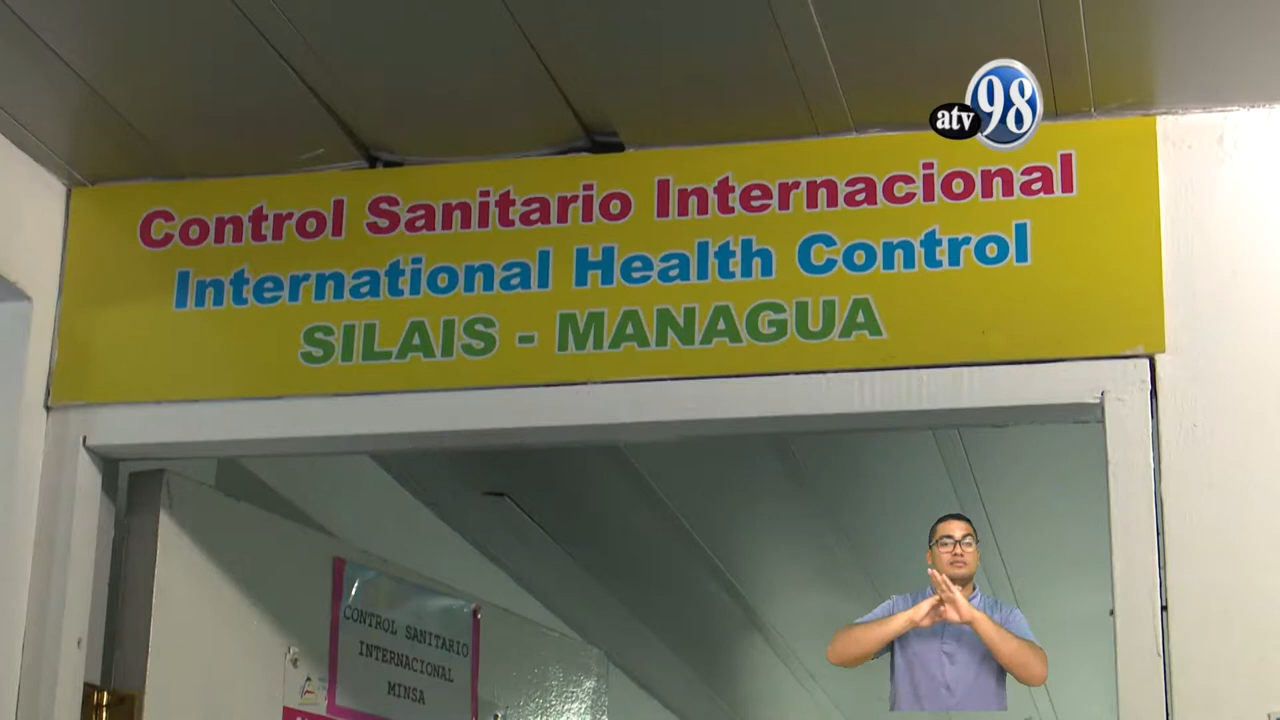 atv 98
Control Sanitario Internacional
International Health Control
SILAIS - MANAGUA
CONTROL SANITARIO
INTERNACIONAL
MINSA